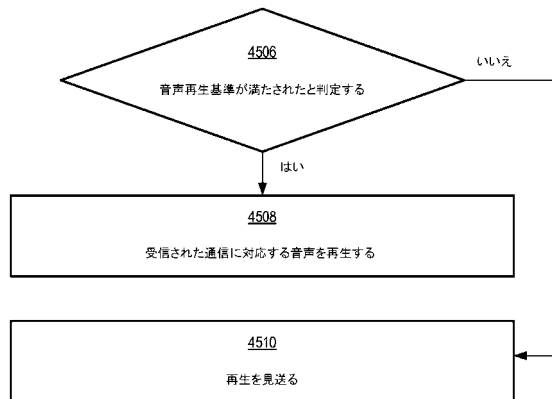 4506
音声再生基準が満たされたと判定する
いいえ
はい
4508
受信された通信に対応する音声を再生する
4510
再生を見送る